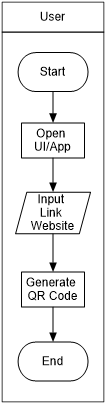 User
Start
Open
UI/App
Input
Link
Website
Generate
QR Code
End